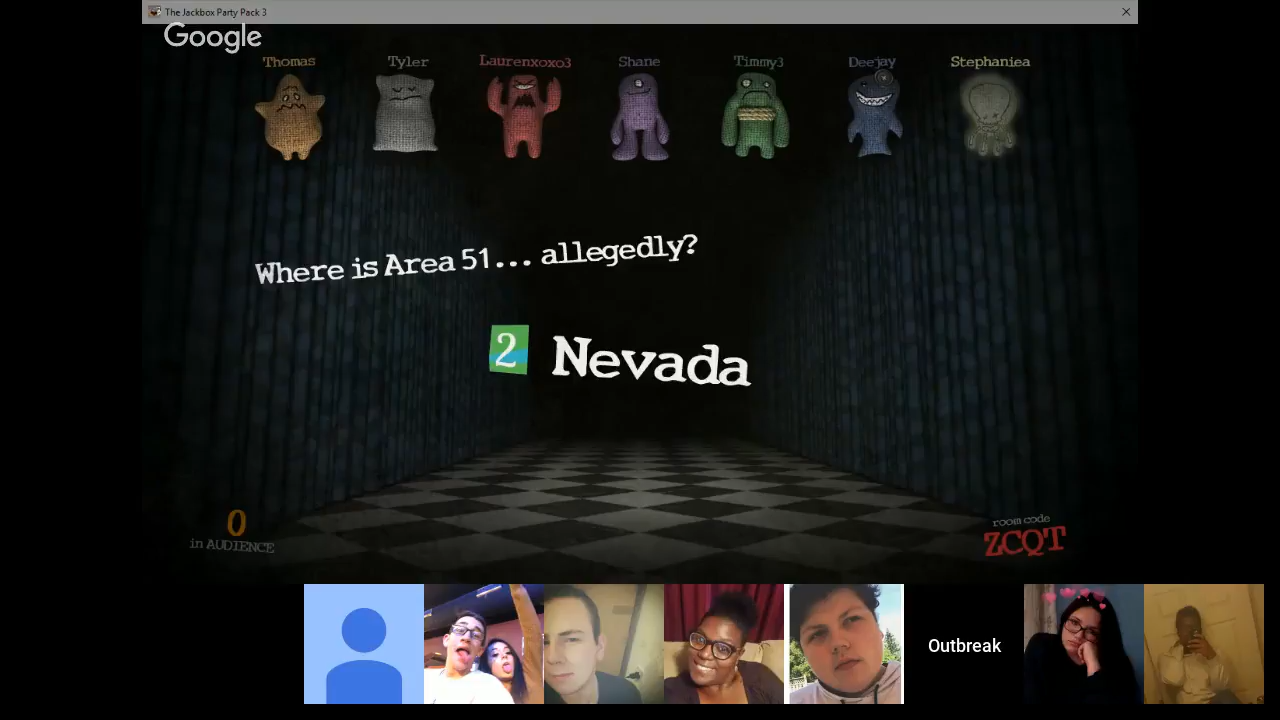 The Jackbox Party Pack 3
Google
Thomas Tyler Laurenxoxo3 Shane Timmy3 Deejay Stephaniea
Where is Area 51... allegedly?
2 Nevada
0
in AUDIENCE
room code
ZCQT
Outbreak